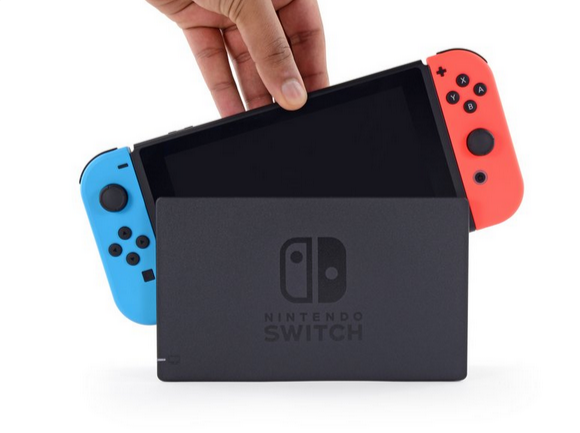 X
Y A
B
NINTENDO
SWITCH